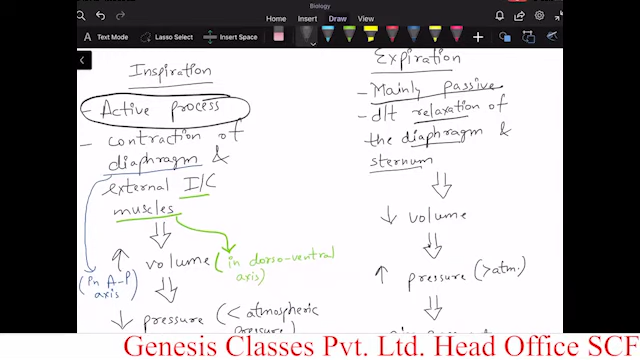 Biology
Home Insert Draw View
Text Mode Lasso Select Insert Space
Inspiration
- Active process
- contraction of
diaphragm &
external I/C
muscles
↑ volume (in dorso-ventral
axis)
(in A-P
axis)
↓ pressure (< atmospheric
pressure)
Expiration
- Mainly passive
- d/t relaxation of
the diaphragm &
sternum
↓ volume
↑ pressure (>atm.)
Genesis Classes Pvt. Ltd. Head Office SCF